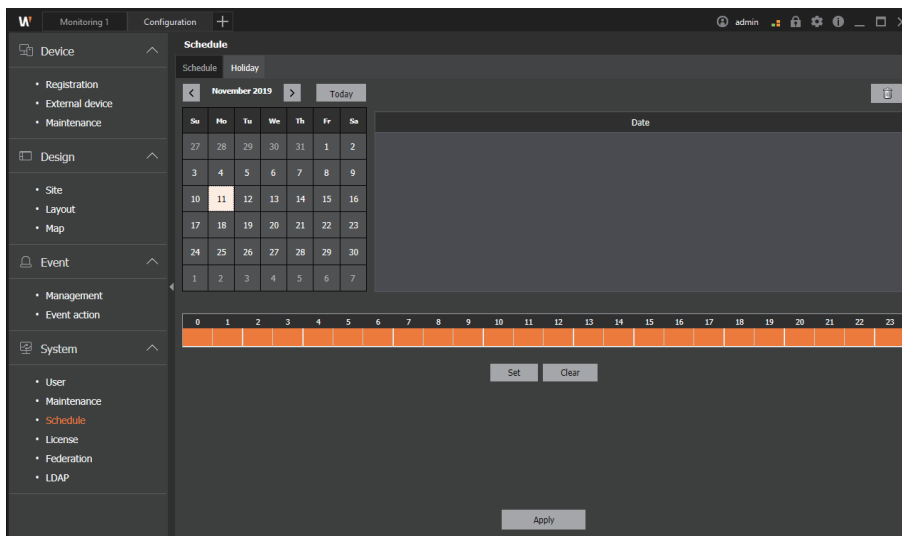 W Monitoring 1 Configuration + admin
Device
Schedule
Schedule Holiday
• Registration
• External device
• Maintenance
November 2019 Today
Su Mo Tu We Th Fr Sa
Date
27 28 29 30 31 1 2
3 4 5 6 7 8 9
10 11 12 13 14 15 16
17 18 19 20 21 22 23
24 25 26 27 28 29 30
1 2 3 4 5 6 7
Design
• Site
• Layout
• Map
Event
• Management
• Event action
0 1 2 3 4 5 6 7 8 9 10 11 12 13 14 15 16 17 18 19 20 21 22 23
Set Clear
System
• User
• Maintenance
• Schedule
• License
• Federation
• LDAP
Apply